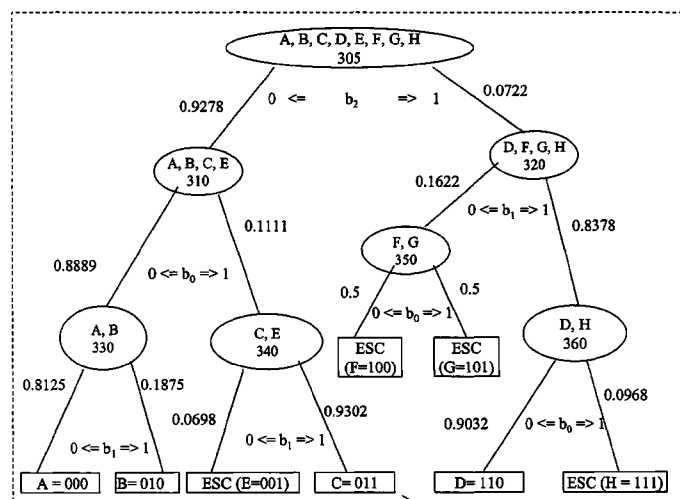 A, B, C, D, E, F, G, H
305
0.9278
0 <= b2 => 1
0.0722
A, B, C, E
310
D, F, G, H
320
0.1622
0 <= b1 => 1
0.8378
0.1111
0.8889
0 <= b0 => 1
F, G
350
0.5
0 <= b0 => 1
0.5
A, B
330
C, E
340
ESC
(F=100)
ESC
(G=101)
D, H
360
0.8125
0.1875
0 <= b1 => 1
0.0698
0.9302
0 <= b1 => 1
0.9032
0.0968
0 <= b0 => 1
A = 000
B= 010
ESC (E=001)
C= 011
D= 110
ESC (H = 111)